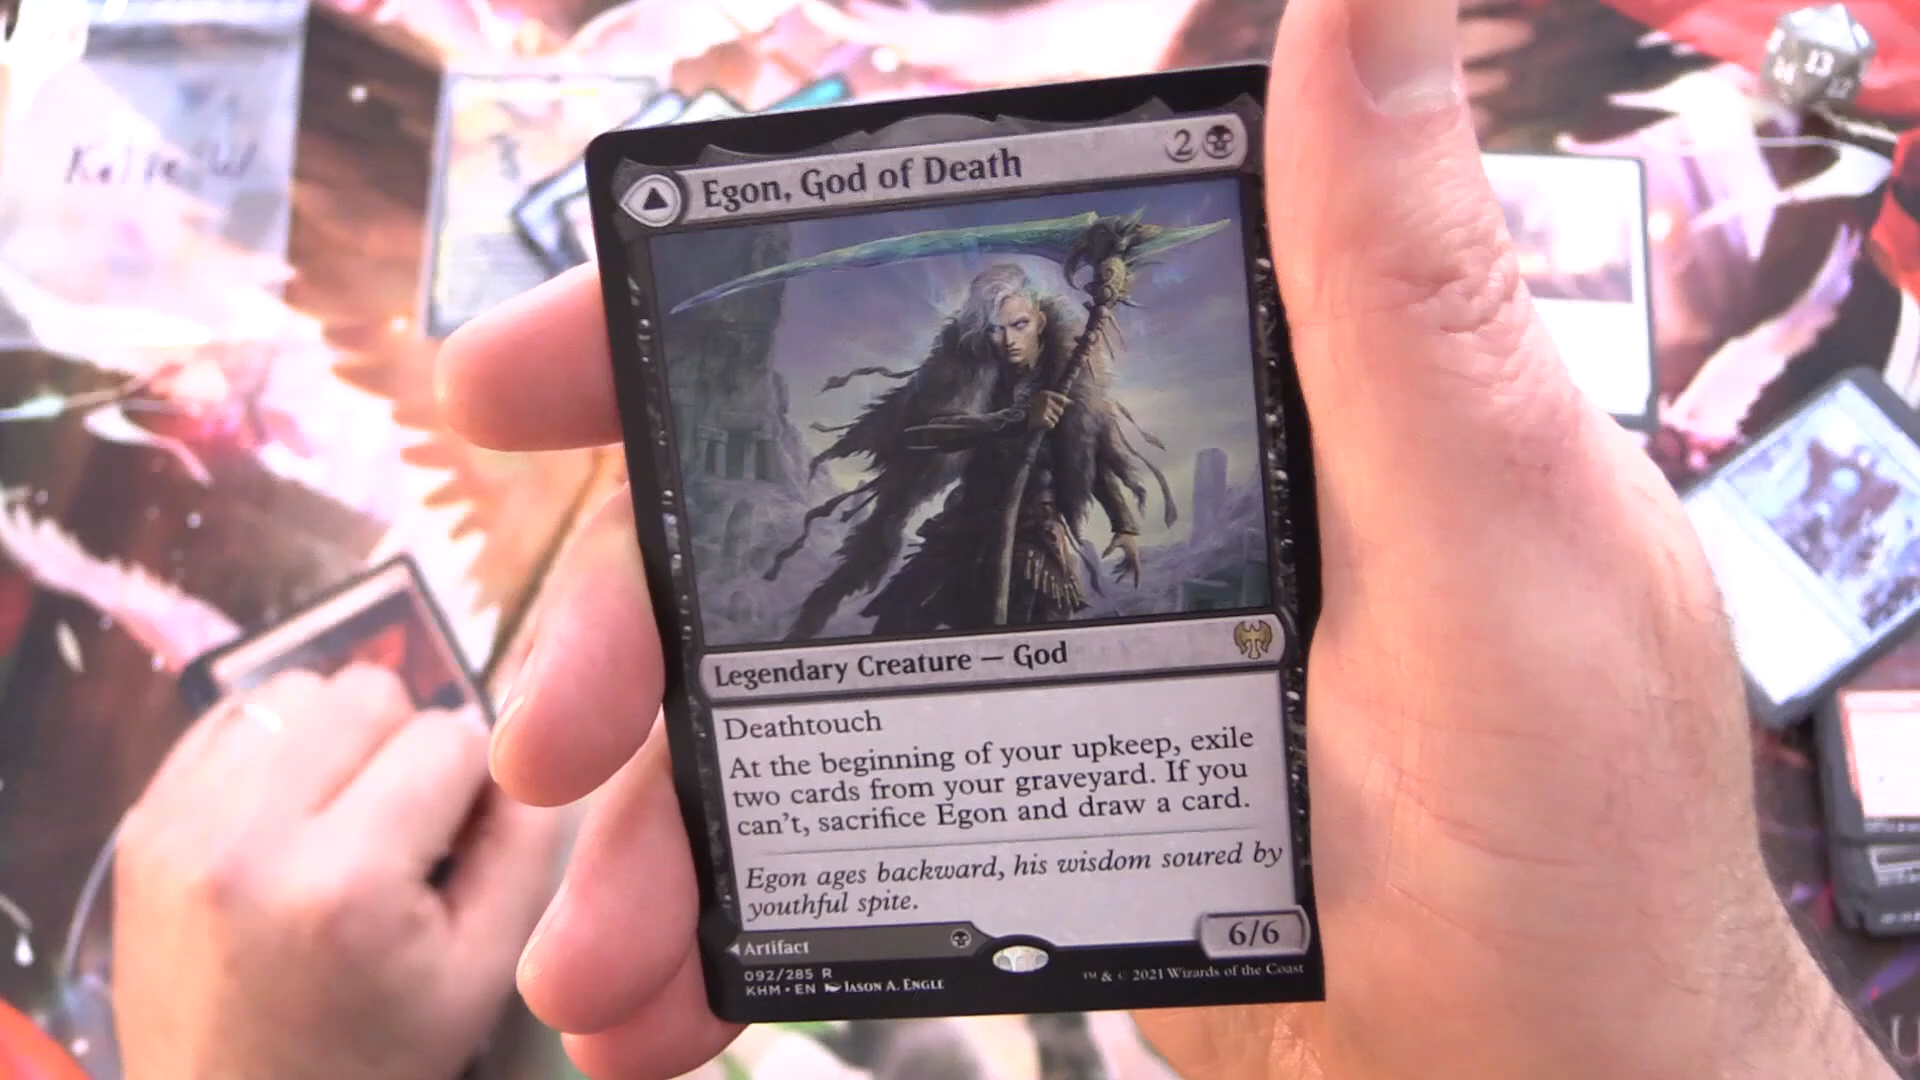 Egon, God of Death 2
Legendary Creature — God
Deathtouch
At the beginning of your upkeep, exile
two cards from your graveyard. If you
can't, sacrifice Egon and draw a card.
Egon ages backward, his wisdom soured by
youthful spite.
Artifact
6/6
092/285 R
KHM • EN JASON A. ENGLE
™ & © 2021 Wizards of the Coast
13